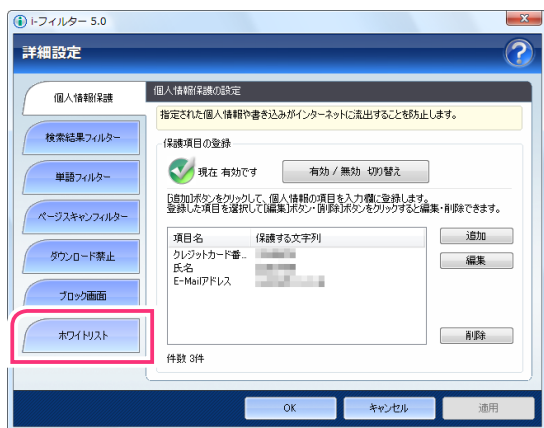 i-フィルター 5.0
詳細設定
?
個人情報保護
検索結果フィルター
単語フィルター
ページスキャンフィルター
ダウンロード禁止
ブロック画面
ホワイトリスト
個人情報保護の設定
指定された個人情報や書き込みがインターネットに流出することを防止します。
保護項目の登録
現在 有効です
有効 / 無効 切り替え
[追加]ボタンをクリックして、個人情報の項目を入力欄に登録します。
登録した項目を選択して[編集]ボタン・[削除]ボタンをクリックすると編集・削除できます。
項目名 保護する文字列
クレジットカード番...
氏名
E-Mailアドレス
追加
編集
削除
件数 3件
OK キャンセル 適用